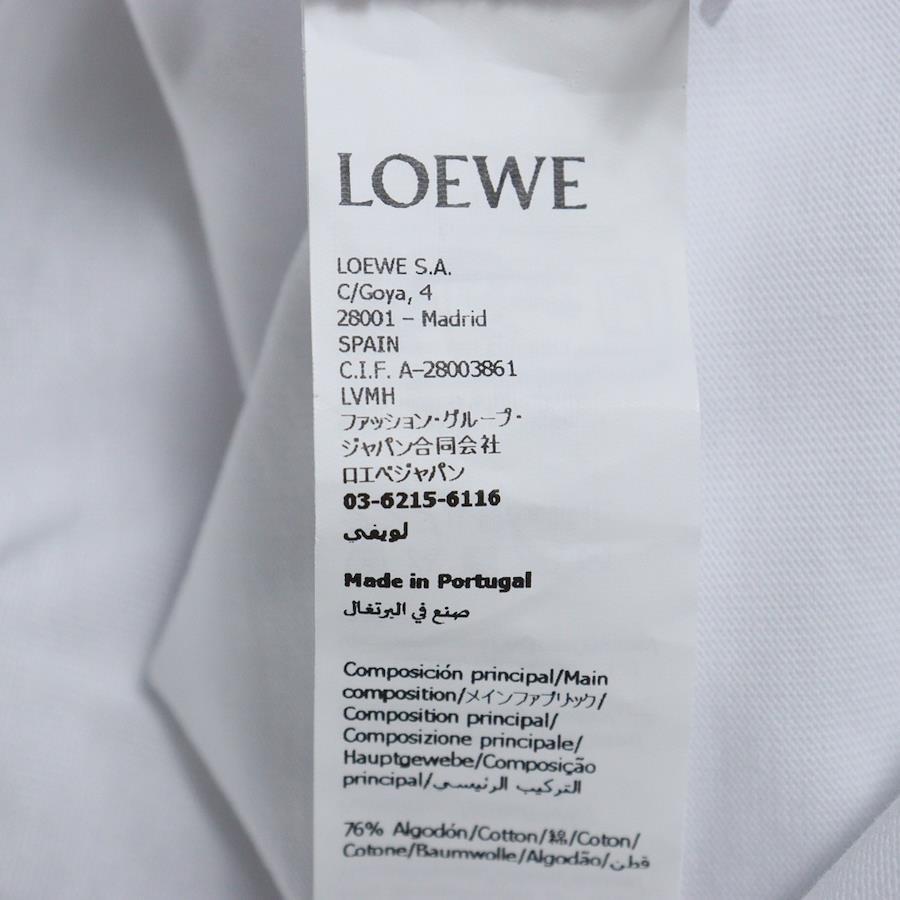 LOEWE
LOEWE S.A.
C/Goya, 4
28001 – Madrid
SPAIN
C.I.F. A-28003861
LVMH
ファッション・グループ・
ジャパン合同会社
ロエベジャパン
03-6215-6116
لويفي
Made in Portugal
صنع في البرتغال
Composición principal/Main
composition/メインファブリック/
Composition principal/
Composizione principale/
Hauptgewebe/Composição
principal/التركيب الرئيسي
76% Algodón/Cotton/綿/Coton/
Cotone/Baumwolle/Algodão/قطن